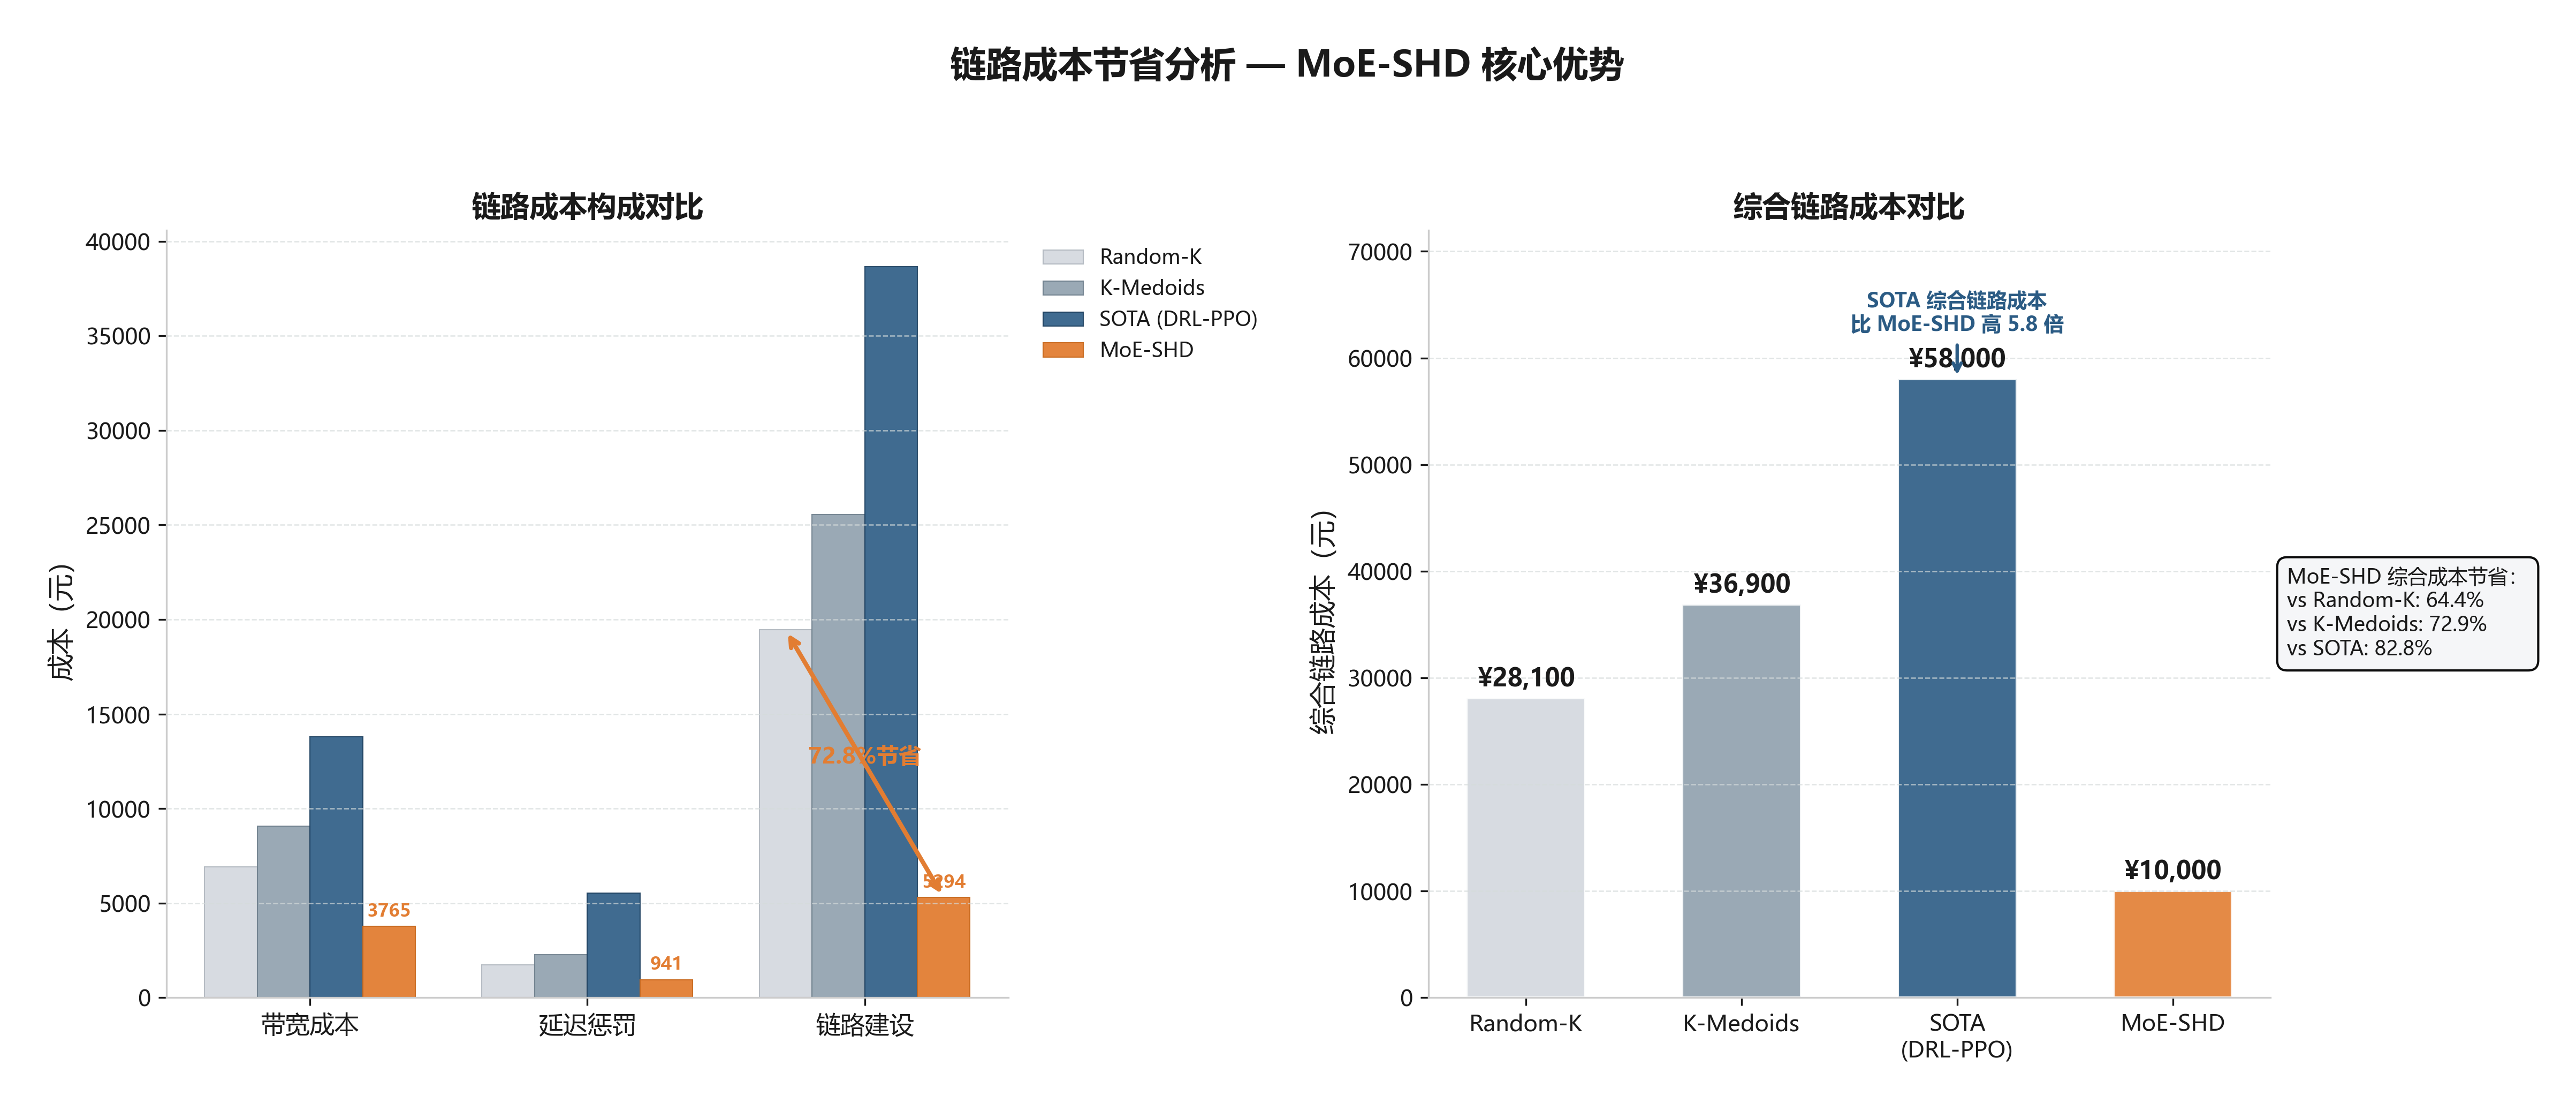 链路成本节省分析 — MoE-SHD 核心优势
链路成本构成对比
成本（元）
40000
35000
30000
25000
20000
15000
10000
5000
0
3765
941
5294
72.8%节省
带宽成本
延迟惩罚
链路建设
Random-K
K-Medoids
SOTA (DRL-PPO)
MoE-SHD
综合链路成本对比
综合链路成本（元）
70000
60000
50000
40000
30000
20000
10000
0
SOTA 综合链路成本
比 MoE-SHD 高 5.8 倍
¥28,100
¥36,900
¥58,000
¥10,000
Random-K
K-Medoids
SOTA
(DRL-PPO)
MoE-SHD
MoE-SHD 综合成本节省:
vs Random-K: 64.4%
vs K-Medoids: 72.9%
vs SOTA: 82.8%